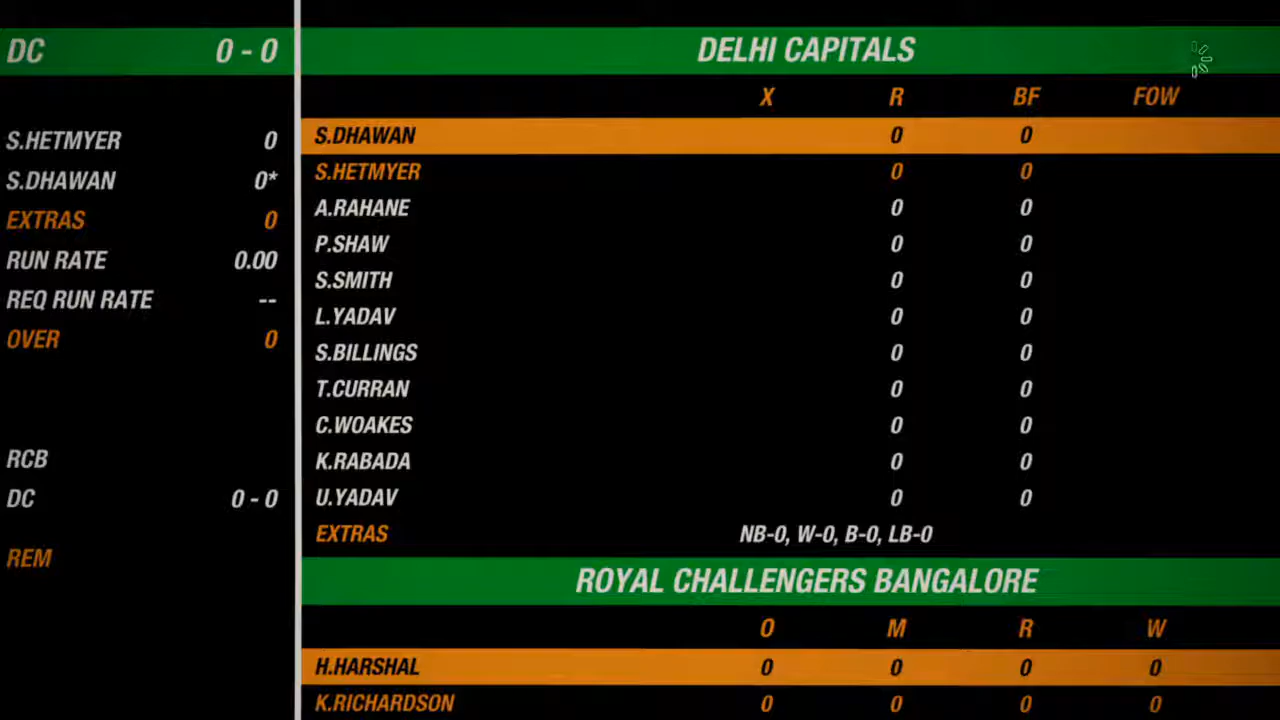 DC 0 - 0
S.HETMYER 0
S.DHAWAN 0*
EXTRAS 0
RUN RATE 0.00
REQ RUN RATE --
OVER 0
RCB
DC 0 - 0
REM
DELHI CAPITALS
X R BF FOW
S.DHAWAN 0 0
S.HETMYER 0 0
A.RAHANE 0 0
P.SHAW 0 0
S.SMITH 0 0
L.YADAV 0 0
S.BILLINGS 0 0
T.CURRAN 0 0
C.WOAKES 0 0
K.RABADA 0 0
U.YADAV 0 0
EXTRAS NB-0, W-0, B-0, LB-0
ROYAL CHALLENGERS BANGALORE
O M R W
H.HARSHAL 0 0 0 0
K.RICHARDSON 0 0 0 0